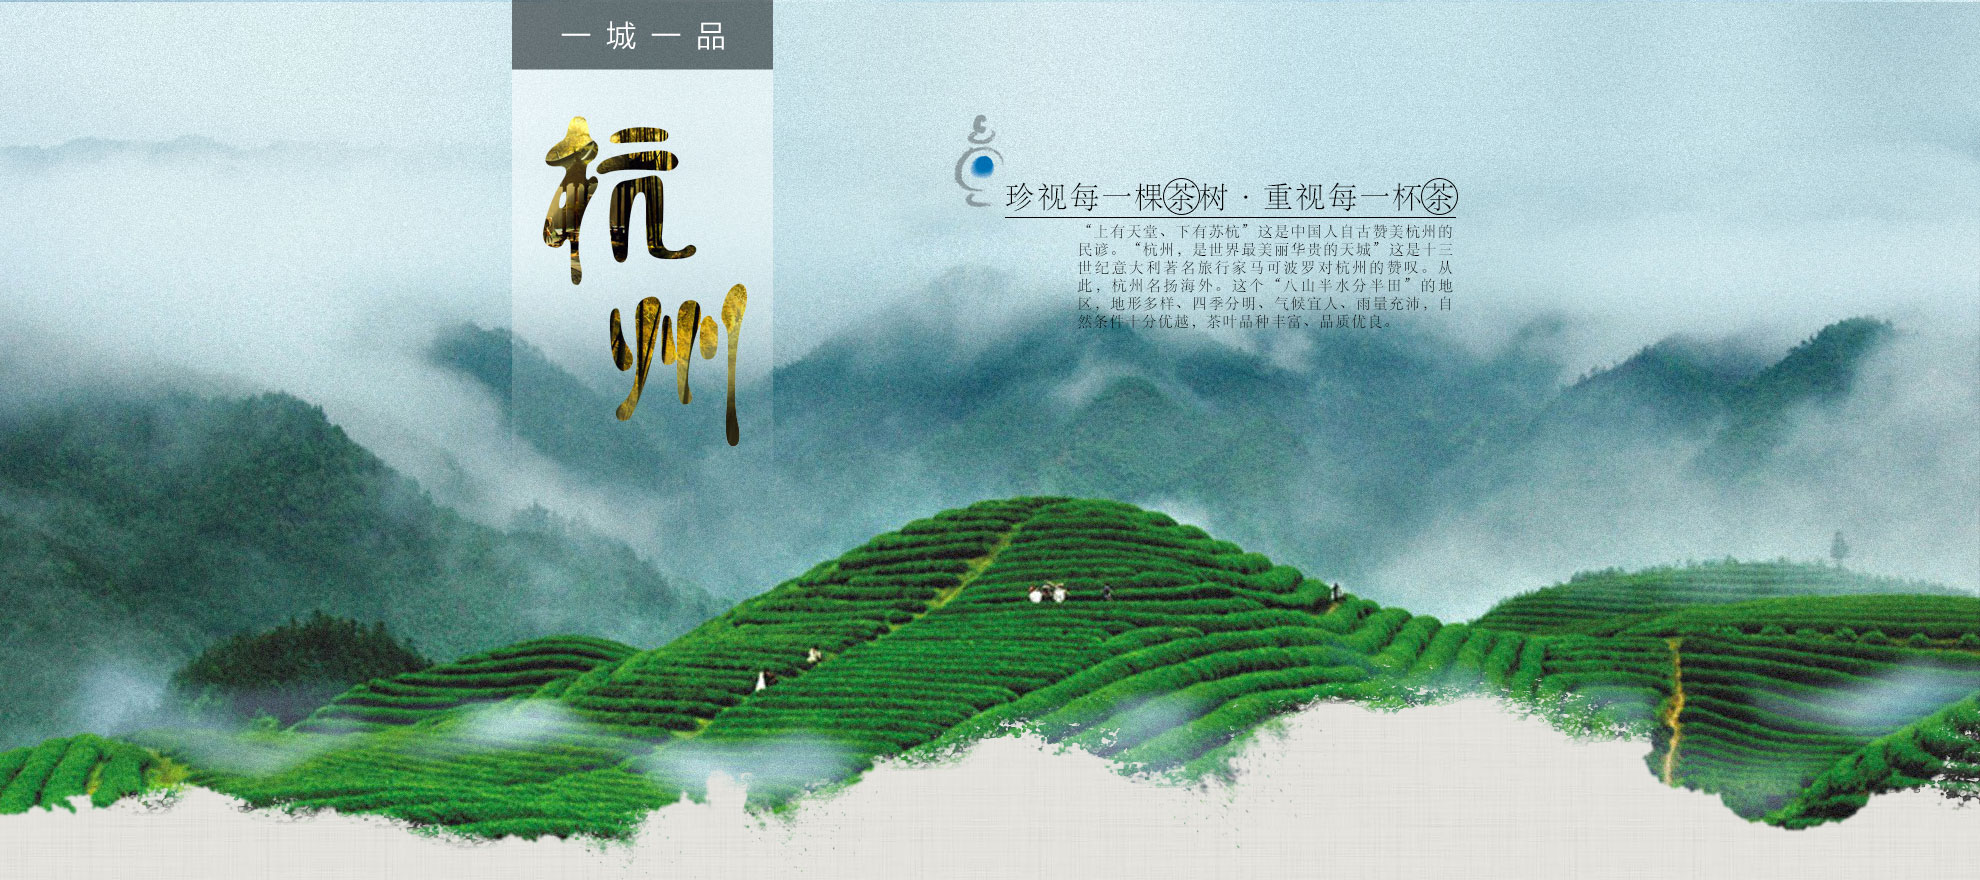 一城一品
杭州
珍视每一棵茶树·重视每一杯茶
“上有天堂、下有苏杭”这是中国人自古赞美杭州的
民谚。“杭州，是世界最美丽华贵的天城”这是十三
世纪意大利著名旅行家马可波罗对杭州的赞叹。从
此，杭州名扬海外。这个“八山半水分半田”的地
区，地形多样、四季分明、气候宜人、雨量充沛，自
然条件十分优越，茶叶品种丰富、品质优良。